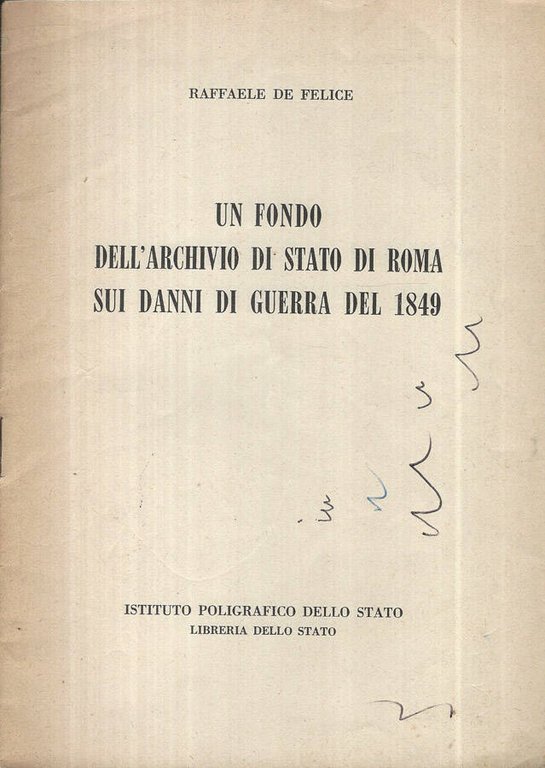 RAFFAELE DE FELICE
UN FONDO
DELL'ARCHIVIO DI STATO DI ROMA
SUI DANNI DI GUERRA DEL 1849
ISTITUTO POLIGRAFICO DELLO STATO
LIBRERIA DELLO STATO